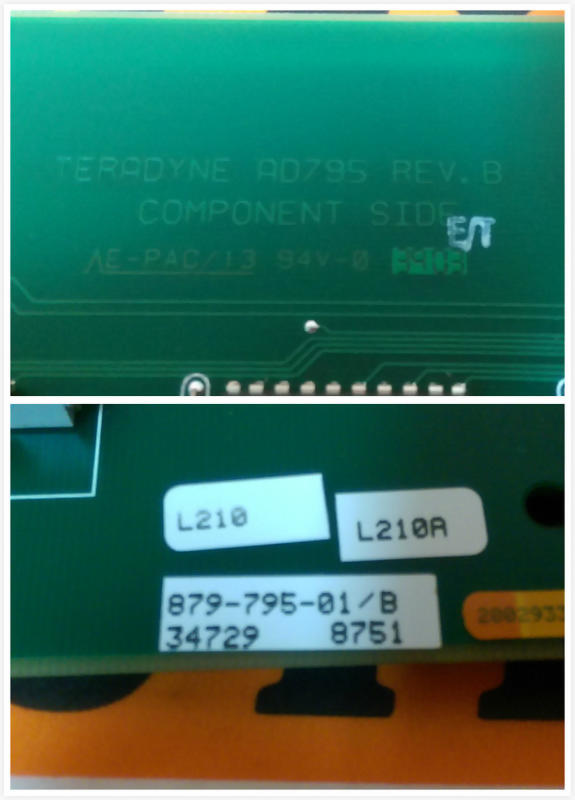 TERADYNE AD795 REV.B
COMPONENT SIDE
AE-PAC/13 94V-0
L210
L210A
879-795-01/B
34729 8751